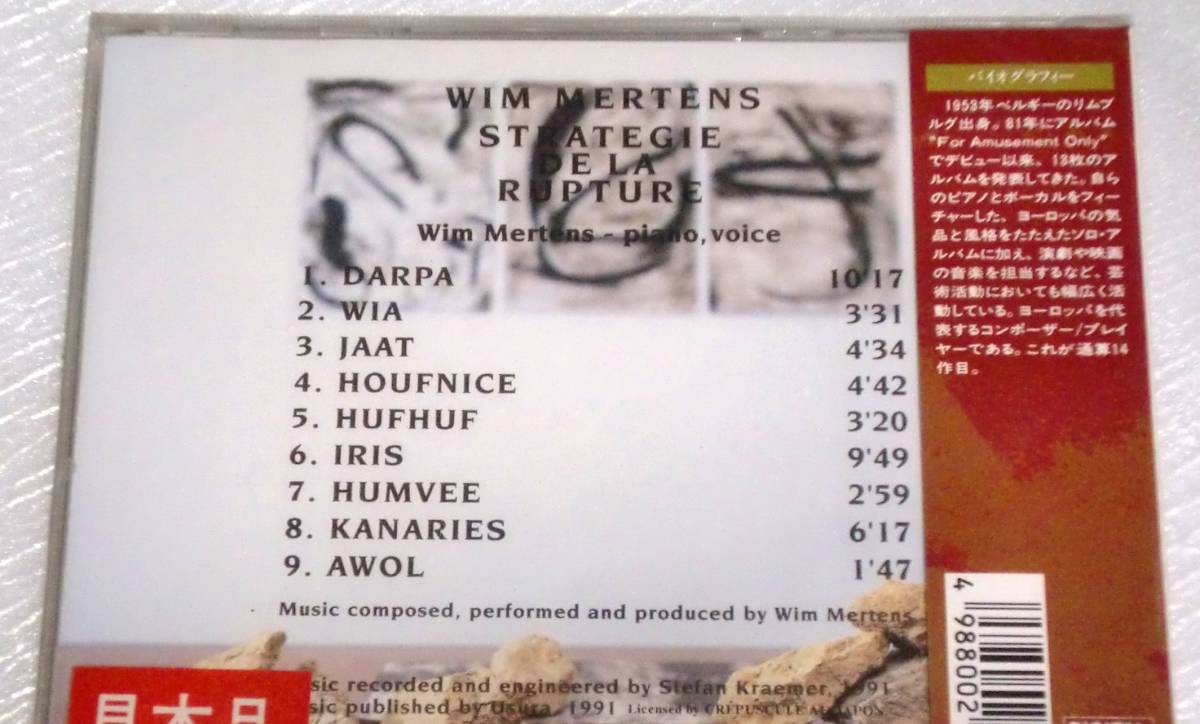 WIM MERTENS
STRATEGIE
DE LA
RUPTURE
Wim Mertens - piano, voice
1. DARPA 10'17
2. WIA 3'31
3. JAAT 4'34
4. HOUFNICE 4'42
5. HUFHUF 3'20
6. IRIS 9'49
7. HUMVEE 2'59
8. KANARIES 6'17
9. AWOL 1'47
Music composed, performed and produced by Wim Mertens
sic recorded and engineered by Stefan Kraemer, 1991
sic published by Usura, 1991 Licensed by CRÉPUSCULE AU JAPON
見本品
バイオグラフィー
1953年ベルギーのリムブ
ルグ出身。81年にアルバム
"For Amusement Only"
でデビュー以来、13枚のア
ルバムを発表してきた。自ら
のピアノとボーカルをフィー
チャーした、ヨーロッパの気
品と風格をたたえたソロ・ア
ルバムに加え、演劇や映画
の音楽を担当するなど、芸
術活動においても幅広く活
動している。ヨーロッパを代
表するコンポーザー/プレイ
ヤーである。これが通算14
作目。
4 988002